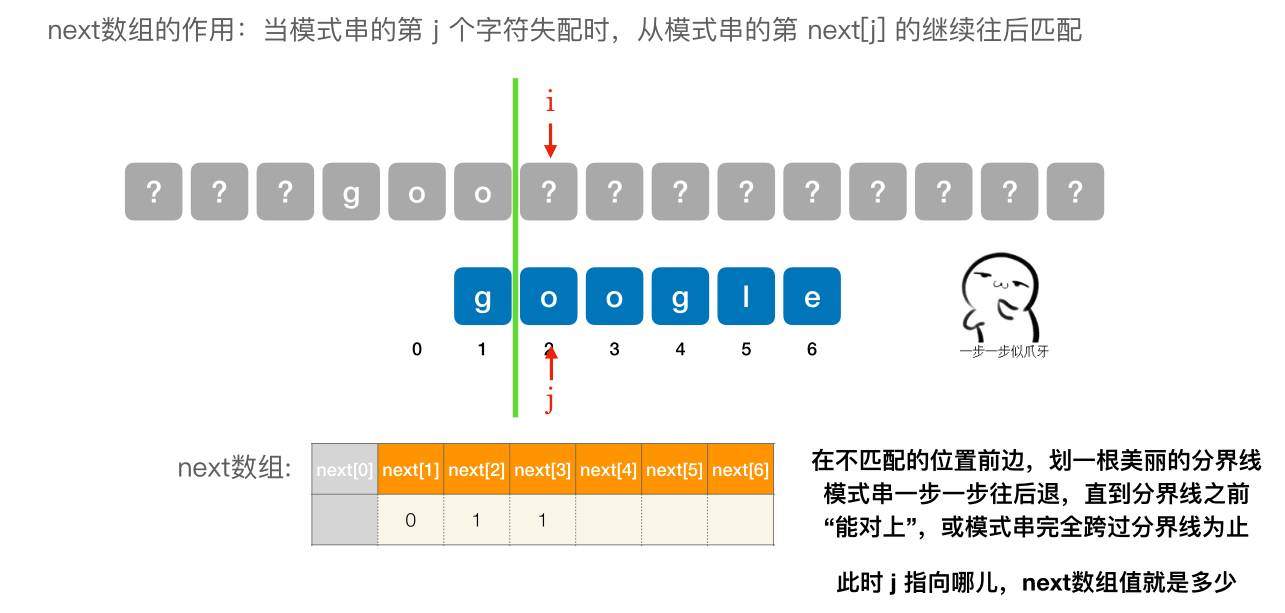 next数组的作用：当模式串的第 j 个字符失配时，从模式串的第 next[j] 的继续往后匹配
i
? ? ? g o o ? ? ? ? ? ? ? ? ?
g o o g l e
0 1 2 3 4 5 6
一步一步似爪牙
j
next数组:
next[0] next[1] next[2] next[3] next[4] next[5] next[6]
0 1 1
在不匹配的位置前边，划一根美丽的分界线
模式串一步一步往后退，直到分界线之前
“能对上”，或模式串完全跨过分界线为止
此时 j 指向哪儿，next数组值就是多少